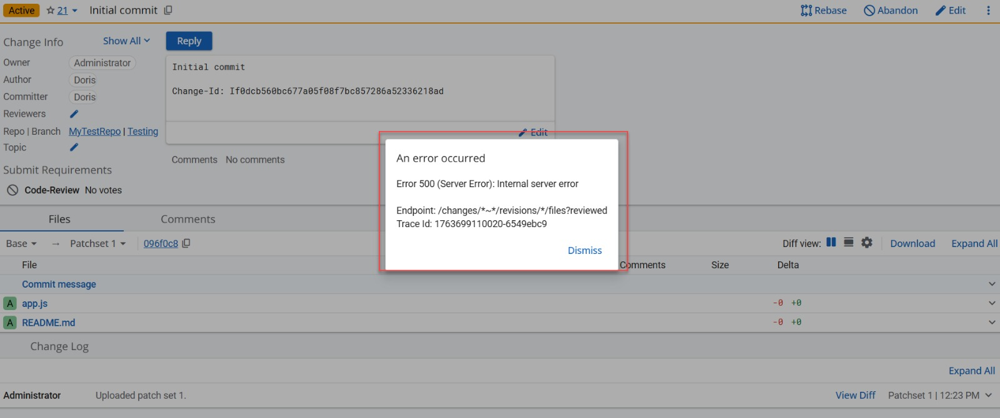 Active 21 Initial commit Rebase Abandon Edit
Change Info Show All Reply
Owner Administrator
Author Doris
Committer Doris
Reviewers
Repo | Branch MyTestRepo | Testing
Topic
Initial commit
Change-Id: If0dcb560bc677a05f08f7bc857286a52336218ad
Edit
Comments No comments
Submit Requirements
Code-Review No votes
An error occurred
Error 500 (Server Error): Internal server error
Endpoint: /changes/*~*/revisions/*/files?reviewed
Trace Id: 1763699110020-6549ebc9
Dismiss
Files Comments
Base → Patchset 1 096f0c8 Diff view: Download Expand All
File Comments Size Delta
Commit message
A app.js -0 +0
A README.md -0 +0
Change Log
Expand All
Administrator Uploaded patch set 1. View Diff Patchset 1 | 12:23 PM